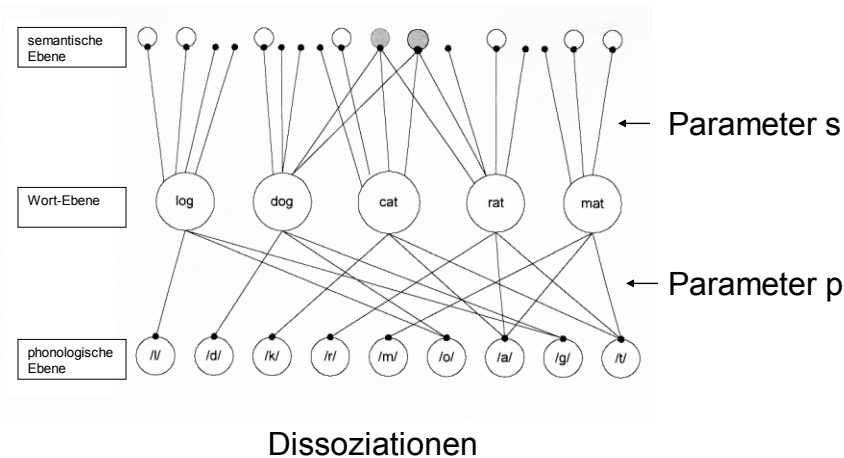 semantische
Ebene
Parameter s
Wort-Ebene
log dog cat rat mat
Parameter p
phonologische
Ebene
/l/ /d/ /k/ /r/ /m/ /o/ /a/ /g/ /t/
Dissoziationen